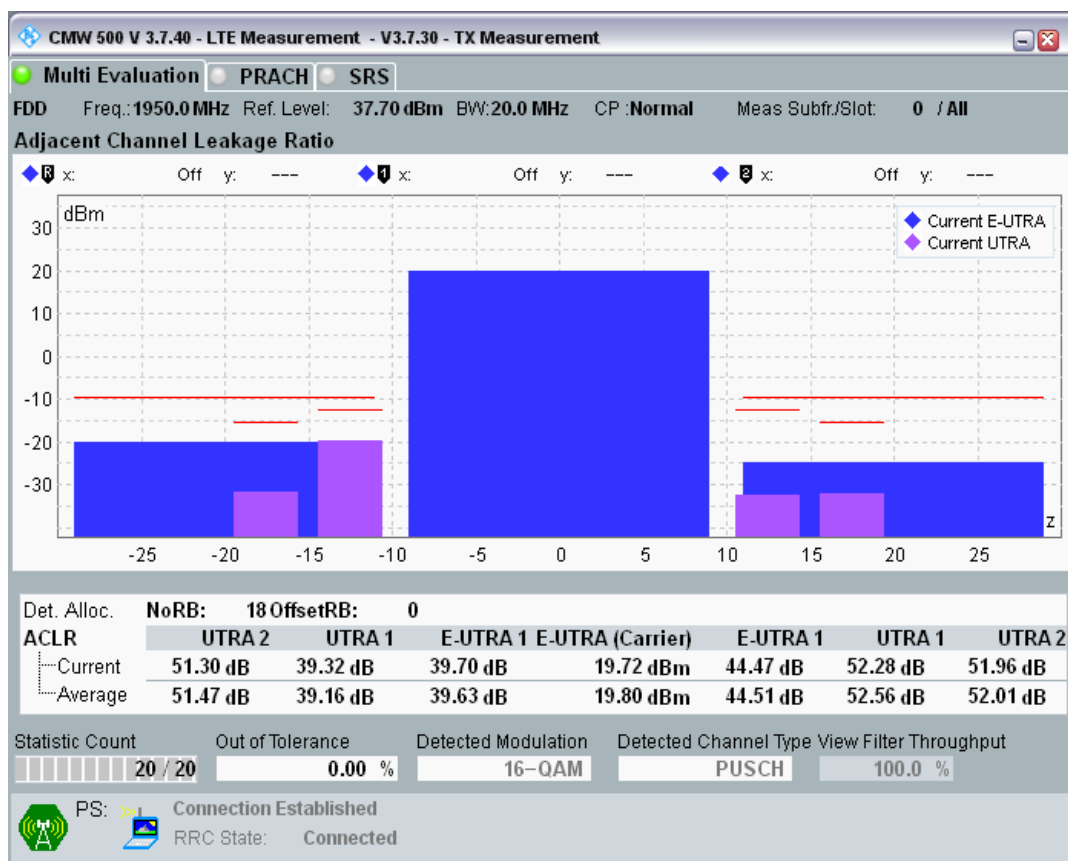 CMW 500 V 3.7.40 - LTE Measurement - V3.7.30 - TX Measurement
Multi Evaluation PRACH SRS
FDD Freq.: 1950.0 MHz Ref. Level: 37.70 dBm BW: 20.0 MHz CP : Normal Meas Subfr./Slot: 0 / All
Adjacent Channel Leakage Ratio
R x: Off y: --- 1 x: Off y: --- 2 x: Off y: ---
dBm
Current E-UTRA
Current UTRA
30
20
10
0
-10
-20
-30
z
-25 -20 -15 -10 -5 0 5 10 15 20 25
Det. Alloc. NoRB: 18 OffsetRB: 0
ACLR UTRA 2 UTRA 1 E-UTRA 1 E-UTRA (Carrier) E-UTRA 1 UTRA 1 UTRA 2
Current 51.30 dB 39.32 dB 39.70 dB 19.72 dBm 44.47 dB 52.28 dB 51.96 dB
Average 51.47 dB 39.16 dB 39.63 dB 19.80 dBm 44.51 dB 52.56 dB 52.01 dB
Statistic Count Out of Tolerance Detected Modulation Detected Channel Type View Filter Throughput
20 / 20 0.00 % 16-QAM PUSCH 100.0 %
PS: Connection Established
RRC State: Connected